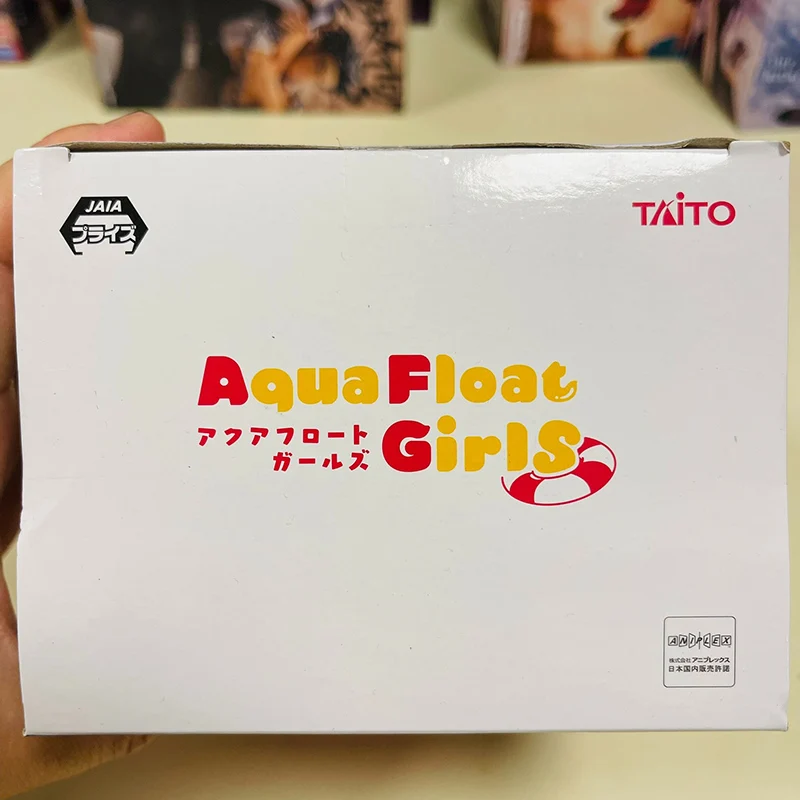 JAIA
プライズ
TAiTO
Aqua Float
アクアフロート
ガールズ
Girls
ANIPLEX
株式会社アニプレックス
日本国内販売許諾